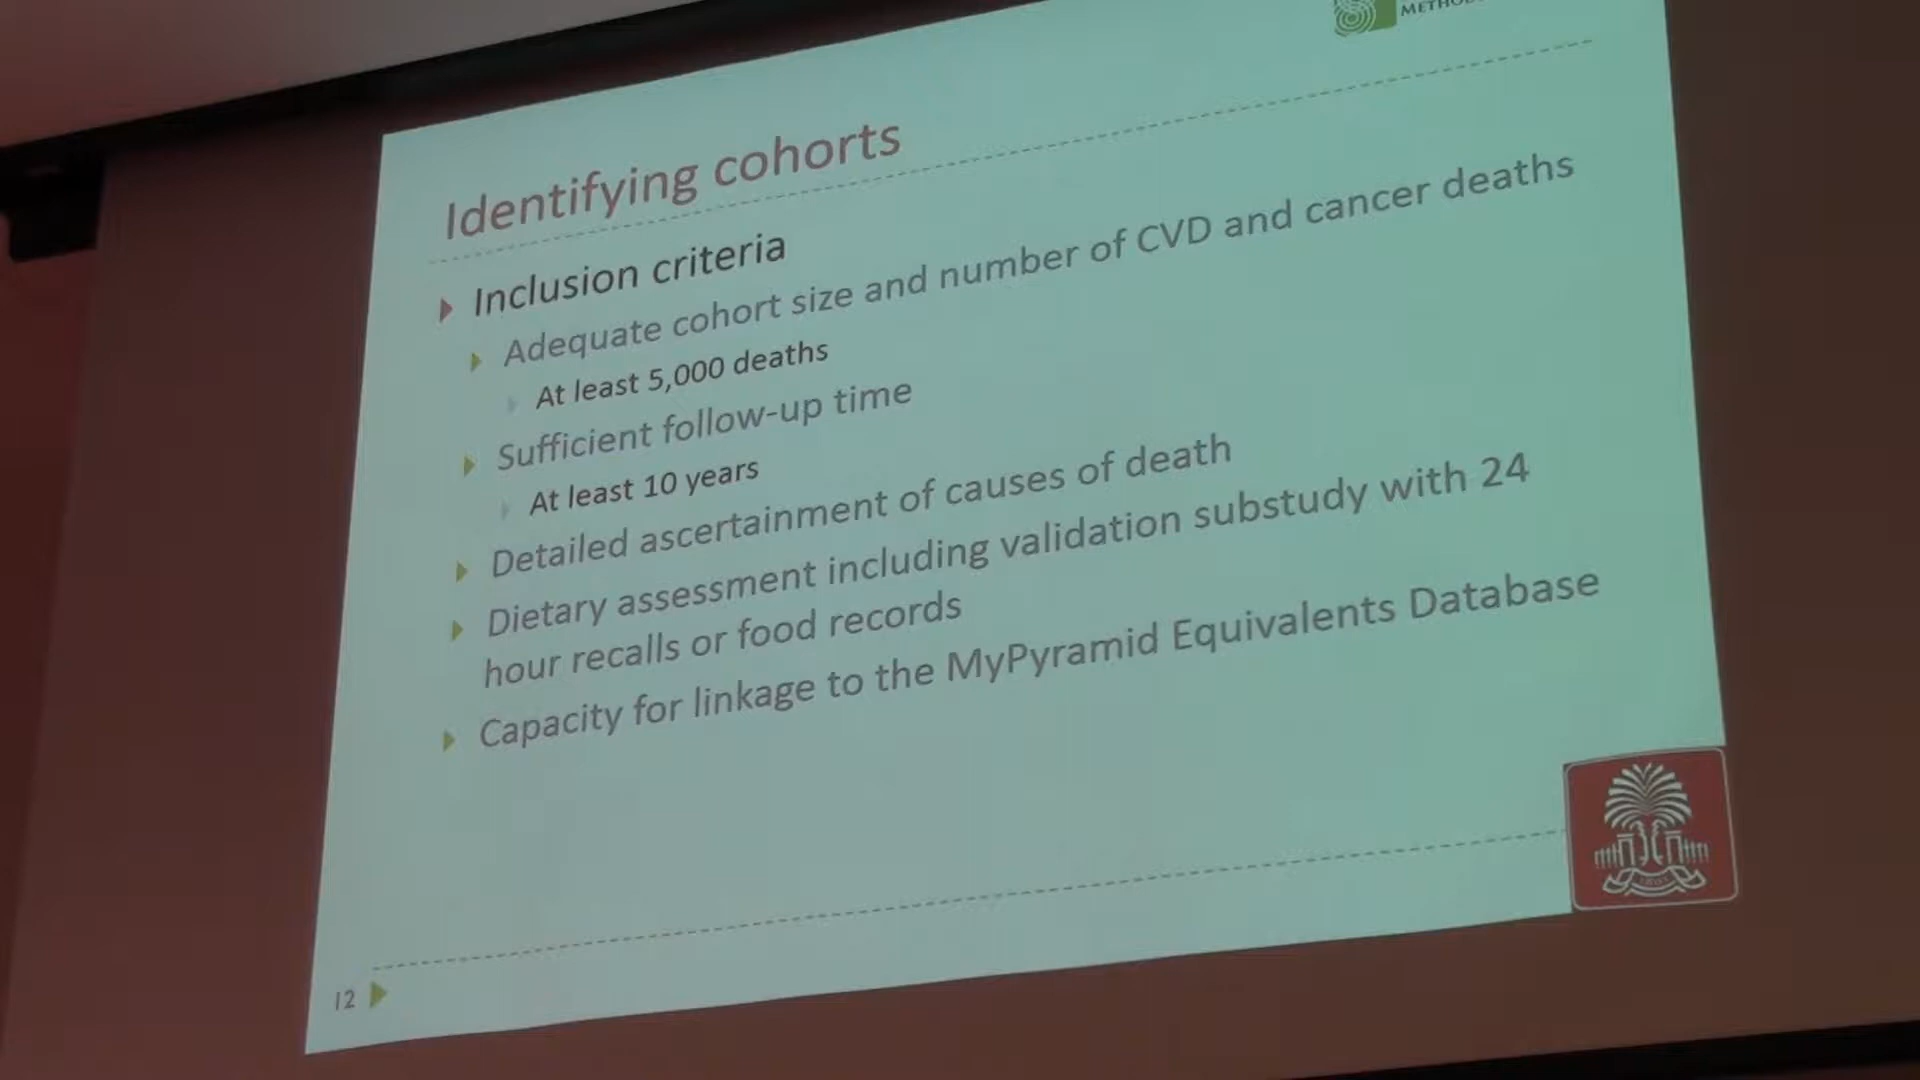 Identifying cohorts
Inclusion criteria
Adequate cohort size and number of CVD and cancer deaths
At least 5,000 deaths
Sufficient follow-up time
At least 10 years
Detailed ascertainment of causes of death
Dietary assessment including validation substudy with 24
hour recalls or food records
Capacity for linkage to the MyPyramid Equivalents Database
12